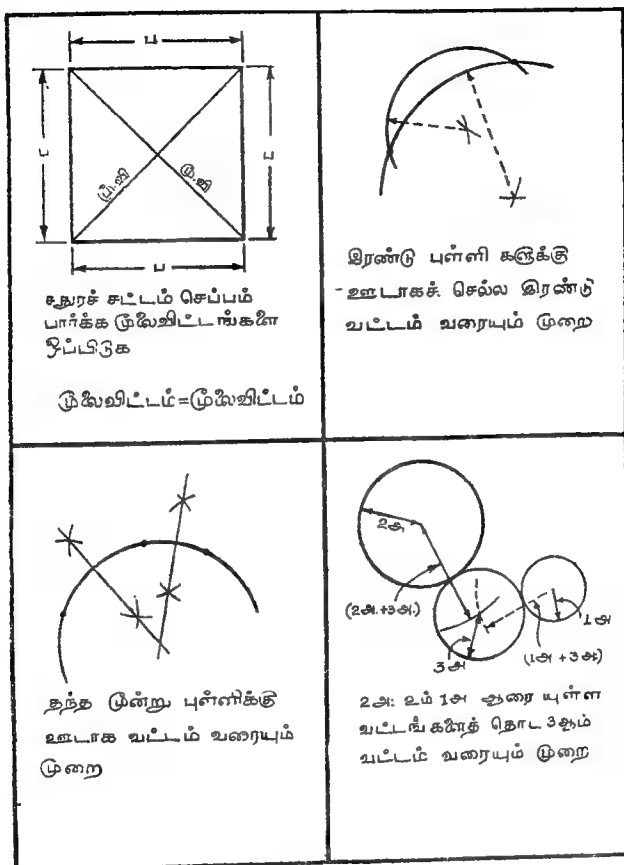 ப
ப
ப
ப
மு.வி
மு.வி
சதுரச் சட்டம் செப்பம்
பார்க்க மூலைவிட்டங்களை
ஒப்பிடுக
மூலைவிட்டம்=மூலைவிட்டம்
இரண்டு புள்ளி களுக்கு
ஊடாகச் செல்ல இரண்டு
வட்டம் வரையும் முறை
தந்த மூன்று புள்ளிக்கு
ஊடாக வட்டம் வரையும்
முறை
2அ
(2அ.+3அ.)
3அ
1அ
(1அ + 3அ)
2அ: உம் 1அ ஆரை யுள்ள
வட்டங்களைத் தொட 3ஆம்
வட்டம் வரையும் முறை